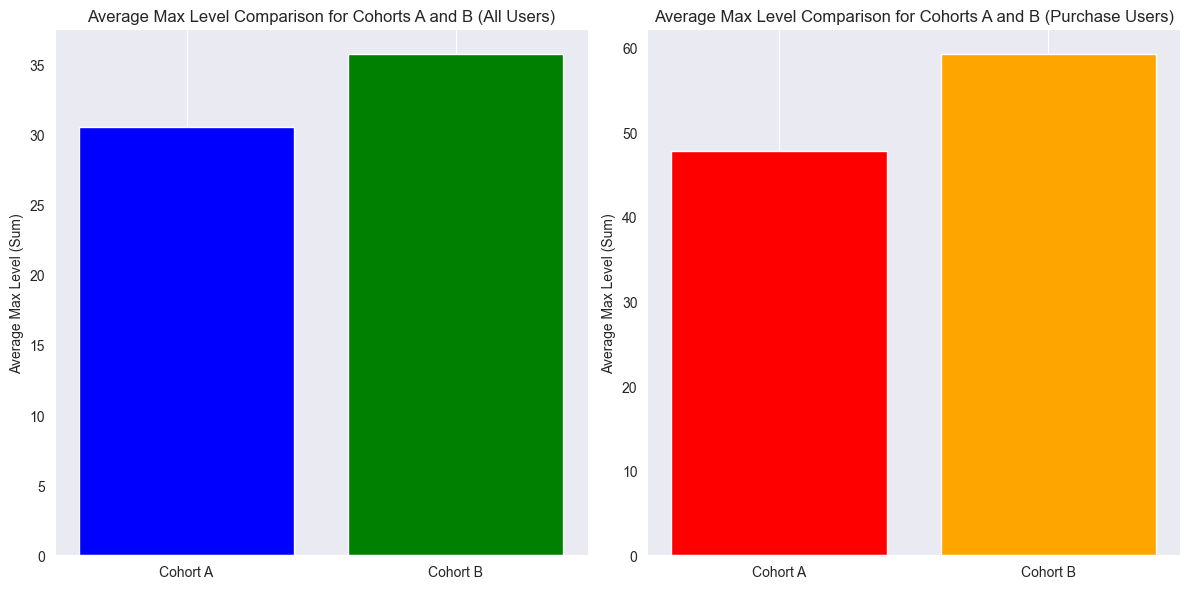 Average Max Level Comparison for Cohorts A and B (All Users)
Average Max Level (Sum)
35
30
25
20
15
10
5
0
Cohort A
Cohort B
Average Max Level Comparison for Cohorts A and B (Purchase Users)
Average Max Level (Sum)
60
50
40
30
20
10
0
Cohort A
Cohort B